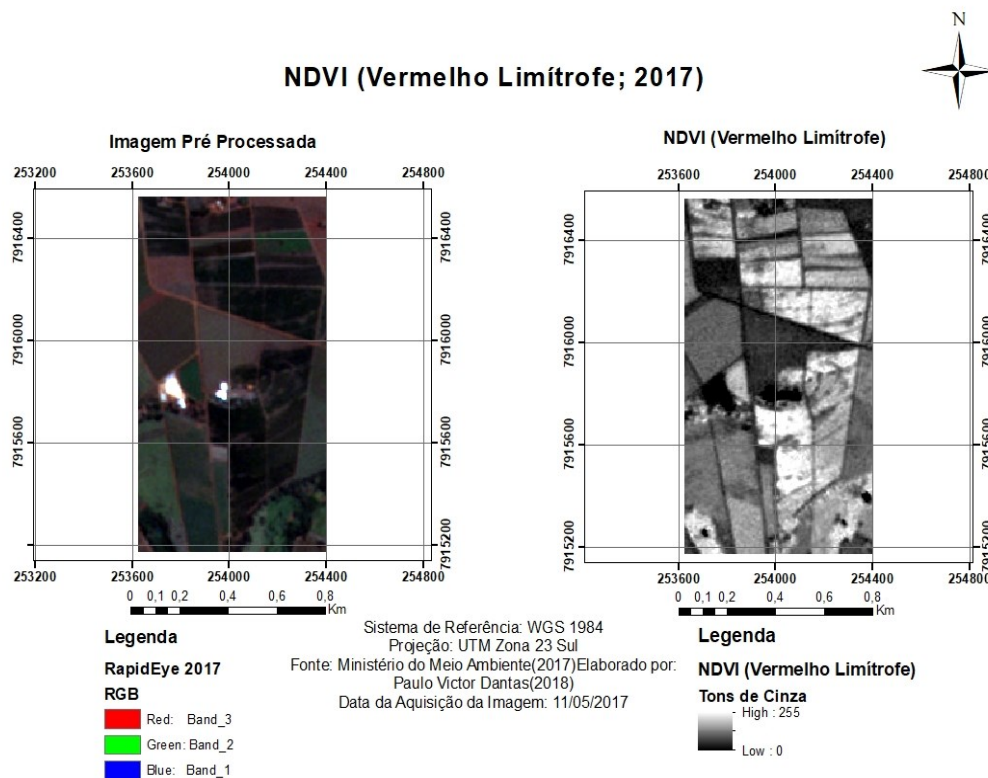 N
NDVI (Vermelho Limítrofe; 2017)
Imagem Pré Processada
253200 253600 254000 254400 254800
7916400 7916400
7916000 7916000
7915600 7915600
7915200 7915200
253200 253600 254000 254400 254800
0 0,1 0,2 0,4 0,6 0,8
Km
NDVI (Vermelho Limítrofe)
253600 254000 254400 254800
7916400 7916400
7916000 7916000
7915600 7915600
7915200 7915200
253600 254000 254400 254800
0 0,1 0,2 0,4 0,6 0,8
Km
Legenda
RapidEye 2017
RGB
Red: Band_3
Green: Band_2
Blue: Band_1
Sistema de Referência: WGS 1984
Projeção: UTM Zona 23 Sul
Fonte: Ministério do Meio Ambiente(2017)Elaborado por:
Paulo Victor Dantas(2018)
Data da Aquisição da Imagem: 11/05/2017
Legenda
NDVI (Vermelho Limítrofe)
Tons de Cinza
High : 255
Low : 0